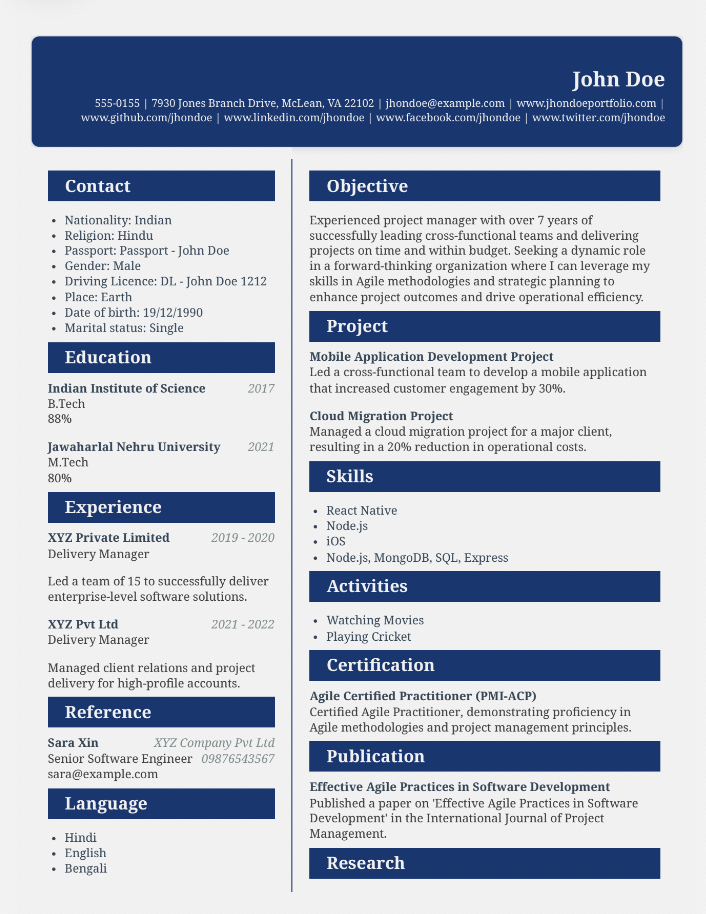 John Doe
555-0155 | 7930 Jones Branch Drive, McLean, VA 22102 | jhondoe@example.com | www.jhondoeportfolio.com |
www.github.com/jhondoe | www.linkedin.com/jhondoe | www.facebook.com/jhondoe | www.twitter.com/jhondoe
Contact
• Nationality: Indian
• Religion: Hindu
• Passport: Passport - John Doe
• Gender: Male
• Driving Licence: DL - John Doe 1212
• Place: Earth
• Date of birth: 19/12/1990
• Marital status: Single
Education
Indian Institute of Science 2017
B.Tech
88%
Jawaharlal Nehru University 2021
M.Tech
80%
Experience
XYZ Private Limited 2019 - 2020
Delivery Manager
Led a team of 15 to successfully deliver
enterprise-level software solutions.
XYZ Pvt Ltd 2021 - 2022
Delivery Manager
Managed client relations and project
delivery for high-profile accounts.
Reference
Sara Xin XYZ Company Pvt Ltd
Senior Software Engineer 09876543567
sara@example.com
Language
• Hindi
• English
• Bengali
Objective
Experienced project manager with over 7 years of
successfully leading cross-functional teams and delivering
projects on time and within budget. Seeking a dynamic role
in a forward-thinking organization where I can leverage my
skills in Agile methodologies and strategic planning to
enhance project outcomes and drive operational efficiency.
Project
Mobile Application Development Project
Led a cross-functional team to develop a mobile application
that increased customer engagement by 30%.
Cloud Migration Project
Managed a cloud migration project for a major client,
resulting in a 20% reduction in operational costs.
Skills
• React Native
• Node.js
• iOS
• Node.js, MongoDB, SQL, Express
Activities
• Watching Movies
• Playing Cricket
Certification
Agile Certified Practitioner (PMI-ACP)
Certified Agile Practitioner, demonstrating proficiency in
Agile methodologies and project management principles.
Publication
Effective Agile Practices in Software Development
Published a paper on 'Effective Agile Practices in Software
Development' in the International Journal of Project
Management.
Research